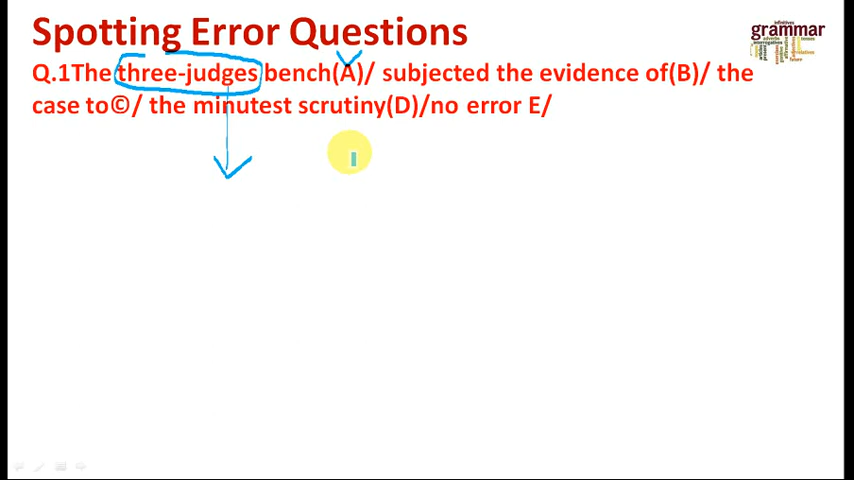 Spotting Error Questions
grammar
Q.1The three-judges bench(A)/ subjected the evidence of(B)/ the
case to©/ the minutest scrutiny(D)/no error E/